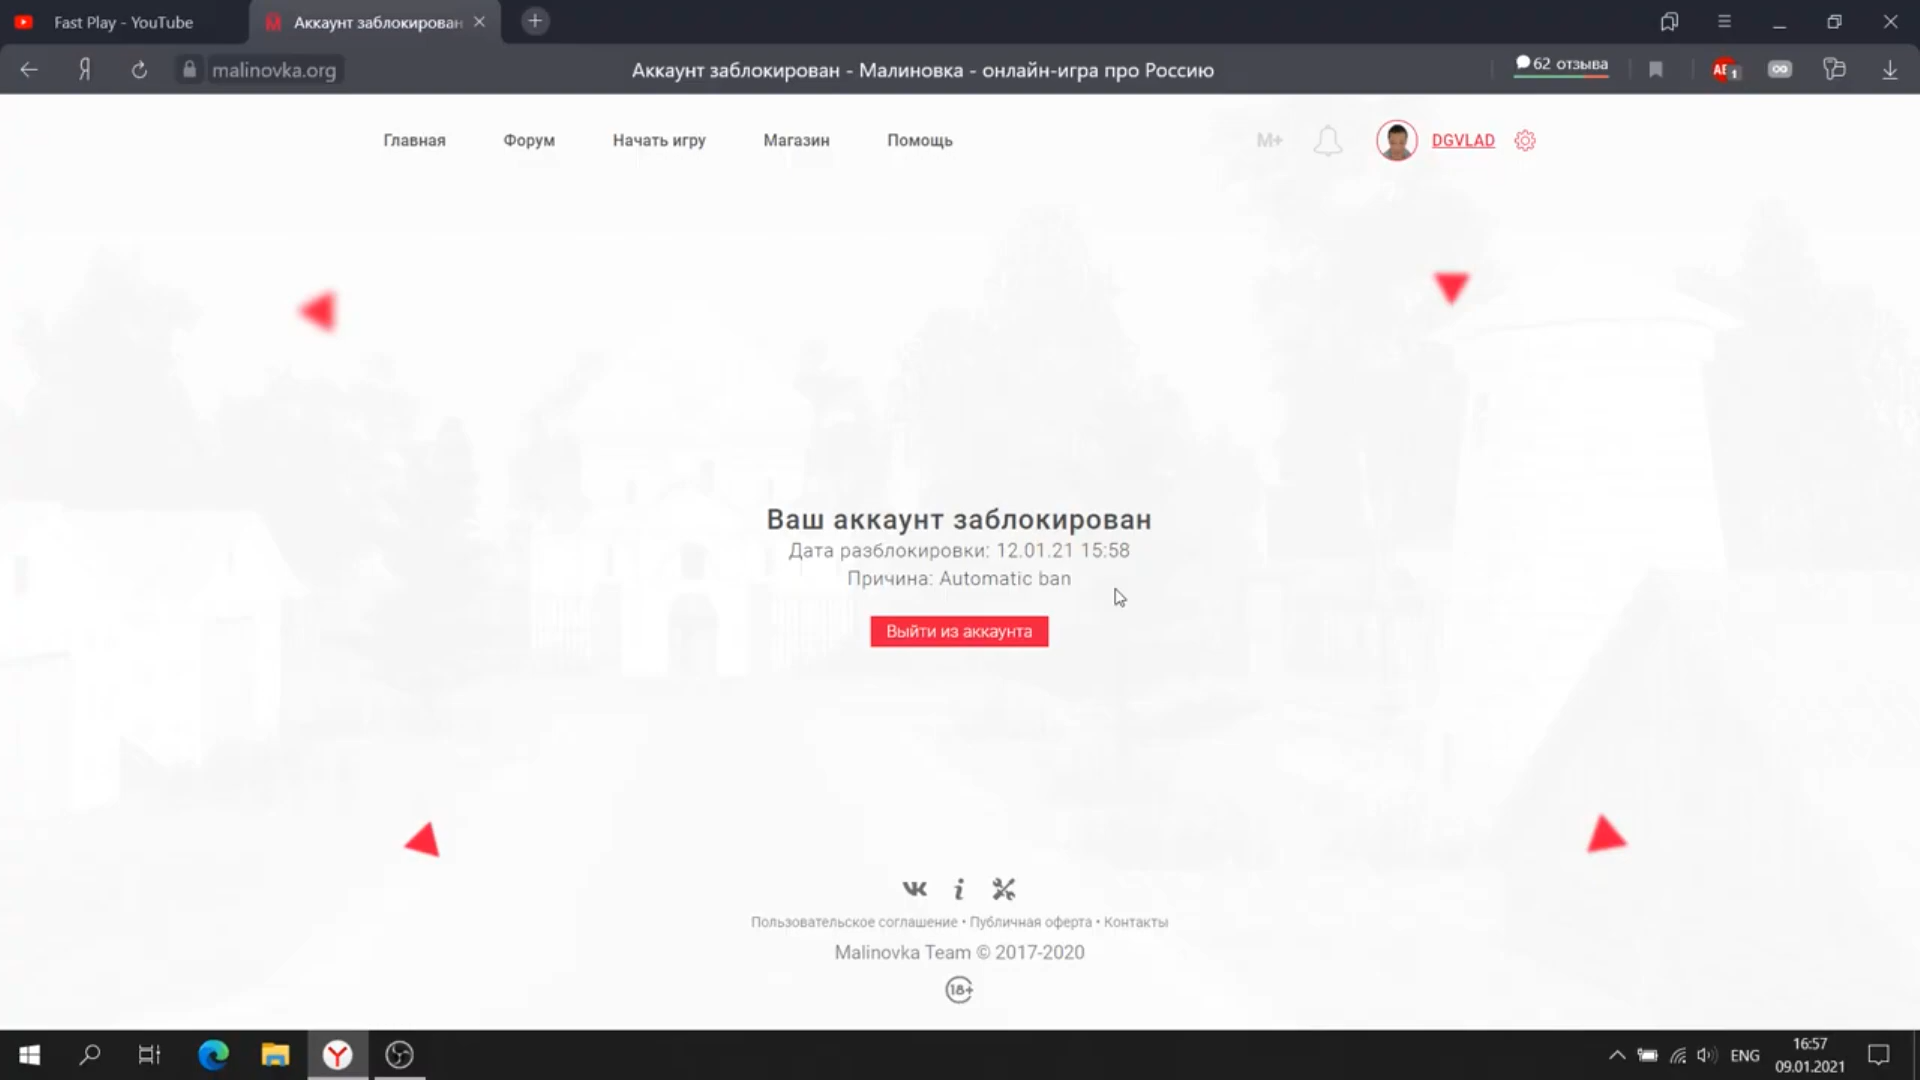 Fast Play - YouTube
Аккаунт заблокирован
malinovka.org
Аккаунт заблокирован - Малиновка - онлайн-игра про Россию
62 отзыва
Главная
Форум
Начать игру
Магазин
Помощь
M+
DGVLAD
Ваш аккаунт заблокирован
Дата разблокировки: 12.01.21 15:58
Причина: Automatic ban
Выйти из аккаунта
Пользовательское соглашение • Публичная оферта • Контакты
Malinovka Team © 2017-2020
18+
ENG
16:57
09.01.2021